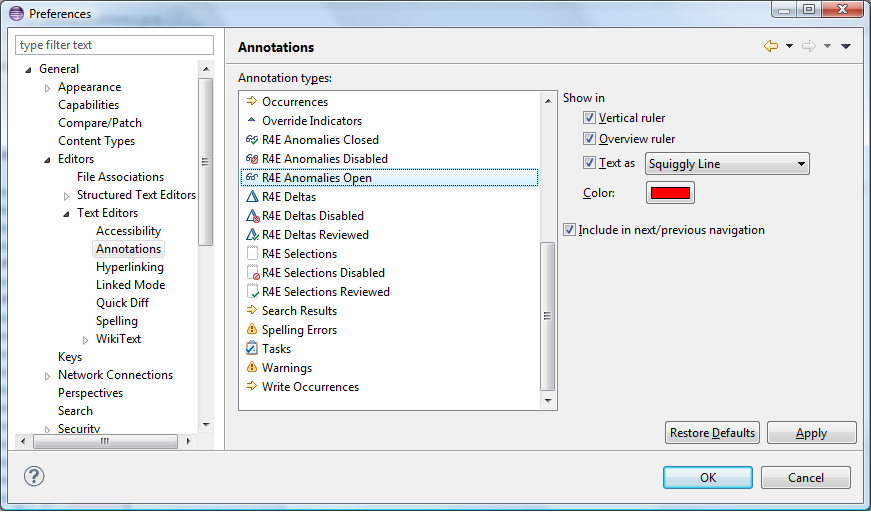 Preferences
type filter text
General
Appearance
Capabilities
Compare/Patch
Content Types
Editors
File Associations
Structured Text Editors
Text Editors
Accessibility
Annotations
Hyperlinking
Linked Mode
Quick Diff
Spelling
WikiText
Keys
Network Connections
Perspectives
Search
Security
Annotations
Annotation types:
Occurrences
Override Indicators
R4E Anomalies Closed
R4E Anomalies Disabled
R4E Anomalies Open
R4E Deltas
R4E Deltas Disabled
R4E Deltas Reviewed
R4E Selections
R4E Selections Disabled
R4E Selections Reviewed
Search Results
Spelling Errors
Tasks
Warnings
Write Occurrences
Show in
Vertical ruler
Overview ruler
Text as Squiggly Line
Color:
Include in next/previous navigation
Restore Defaults Apply
? OK Cancel